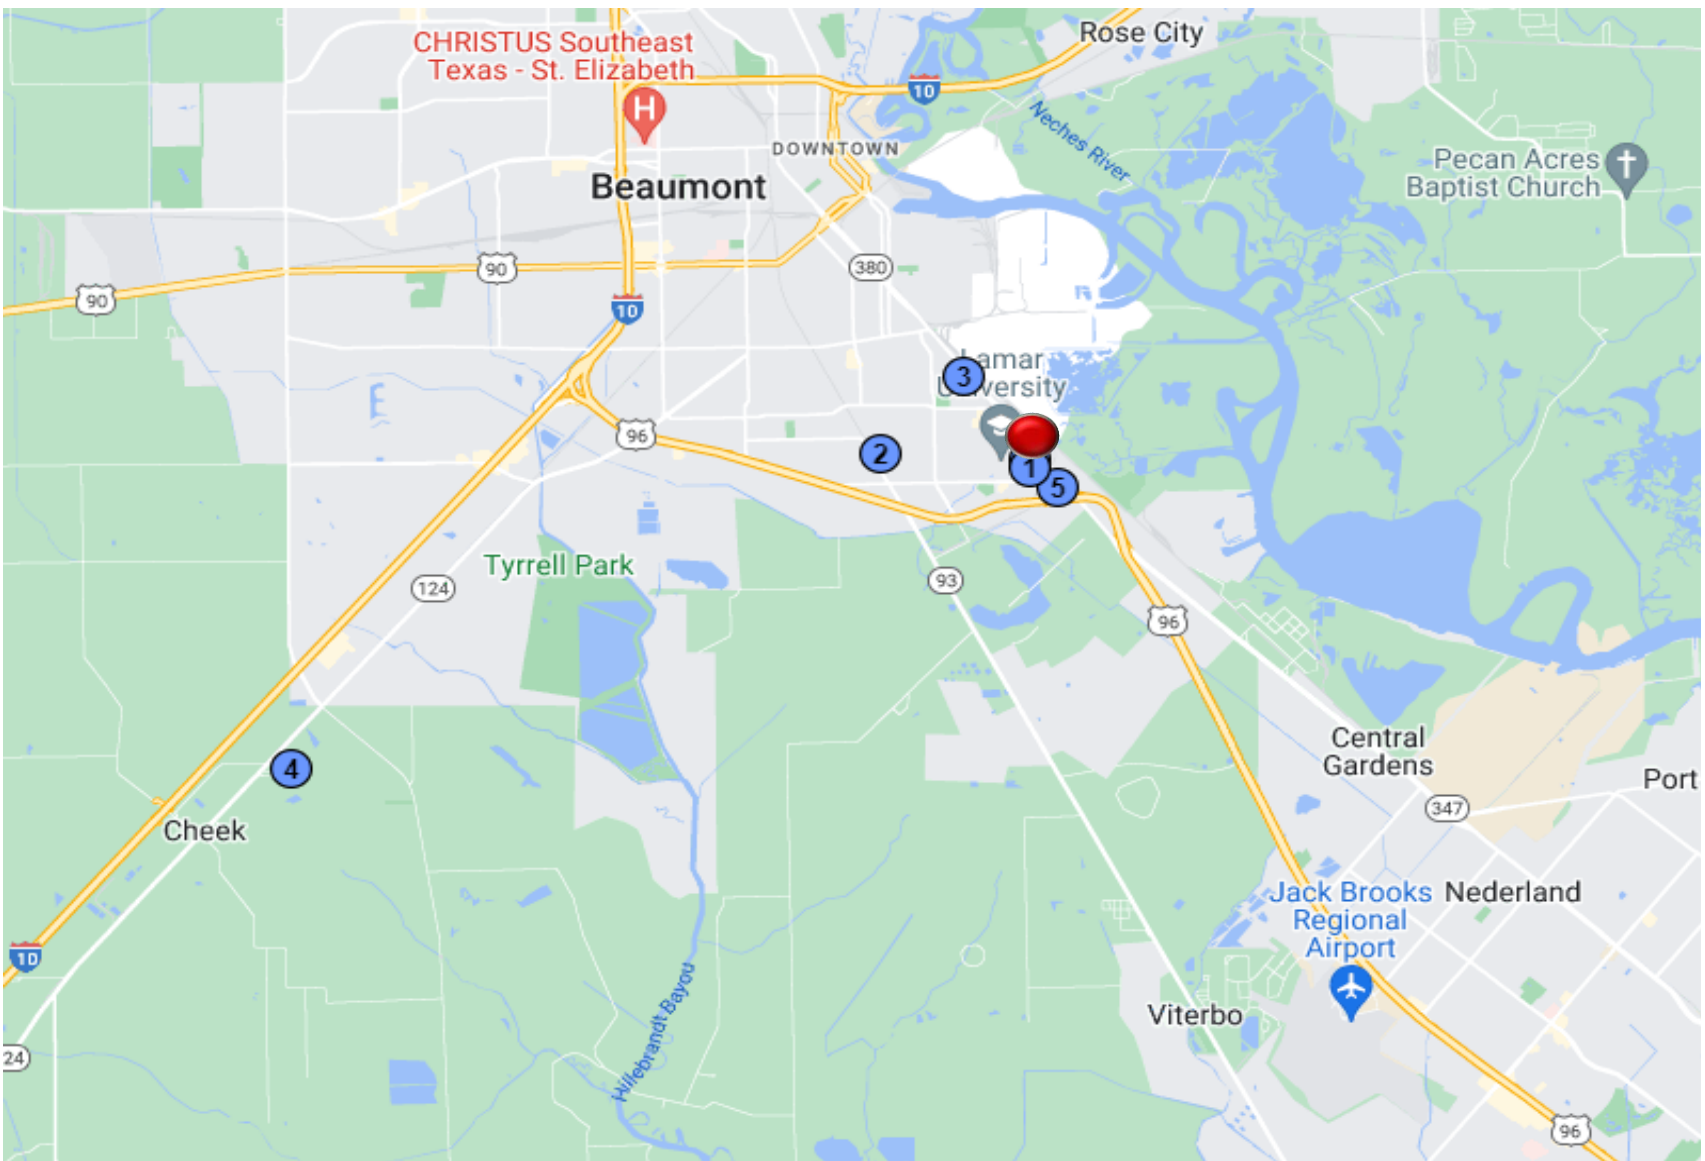 Rose City
CHRISTUS Southeast
Texas - St. Elizabeth
10
H
Neches River
DOWNTOWN
Pecan Acres
Baptist Church
Beaumont
90
380
90
10
Lamar
3
University
96
2
1
5
Tyrrell Park
124
93
96
Central
Gardens
4
Port
347
Cheek
Jack Brooks
Regional
Airport
Nederland
10
Hillebrandt Bayou
Viterbo
24
96